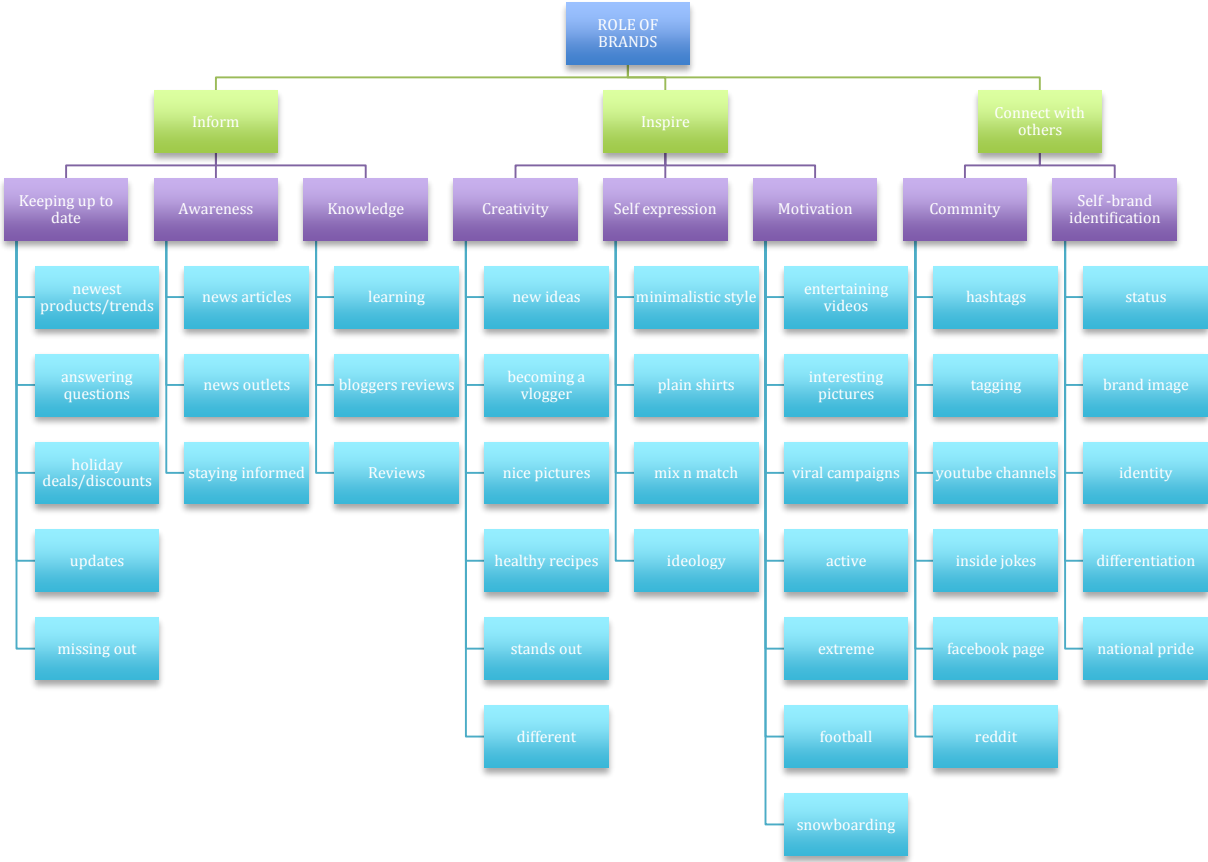 ROLE OF
BRANDS
Inform
Inspire
Connect with
others
Keeping up to
date
Awareness
Knowledge
Creativity
Self expression
Motivation
Commnity
Self -brand
identification
newest
products/trends
news articles
learning
new ideas
minimalistic style
entertaining
videos
hashtags
status
answering
questions
news outlets
bloggers reviews
becoming a
vlogger
plain shirts
interesting
pictures
tagging
brand image
holiday
deals/discounts
staying informed
Reviews
nice pictures
mix n match
viral campaigns
youtube channels
identity
updates
healthy recipes
ideology
active
inside jokes
differentiation
missing out
stands out
extreme
facebook page
national pride
different
football
reddit
snowboarding